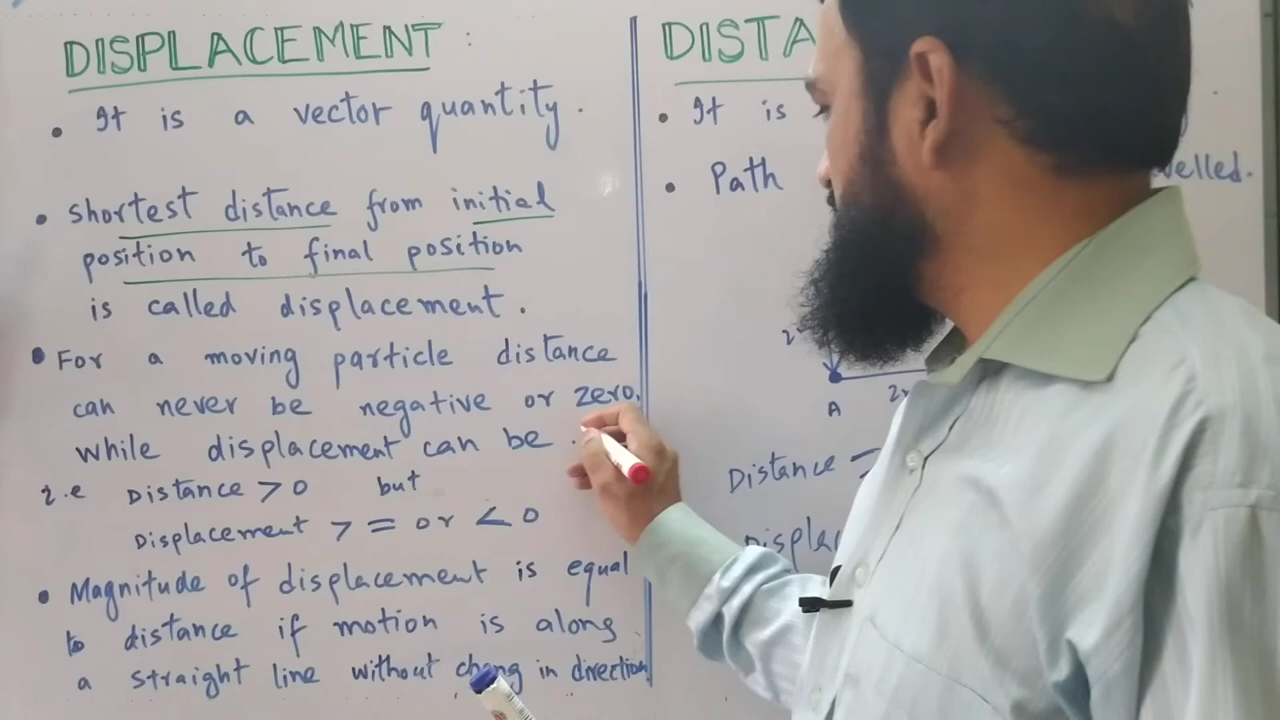 DISPLACEMENT :
• It is a vector quantity.
• Shortest distance from initial
position to final position
is called displacement.
• For a moving particle distance
can never be negative or zero,
while displacement can be.
i.e Distance > 0 but
Displacement > = or < 0
• Magnitude of displacement is equal
to distance if motion is along
a straight line without chang in direction
DISTA
• It is
• Path
A
Distance =
Displac